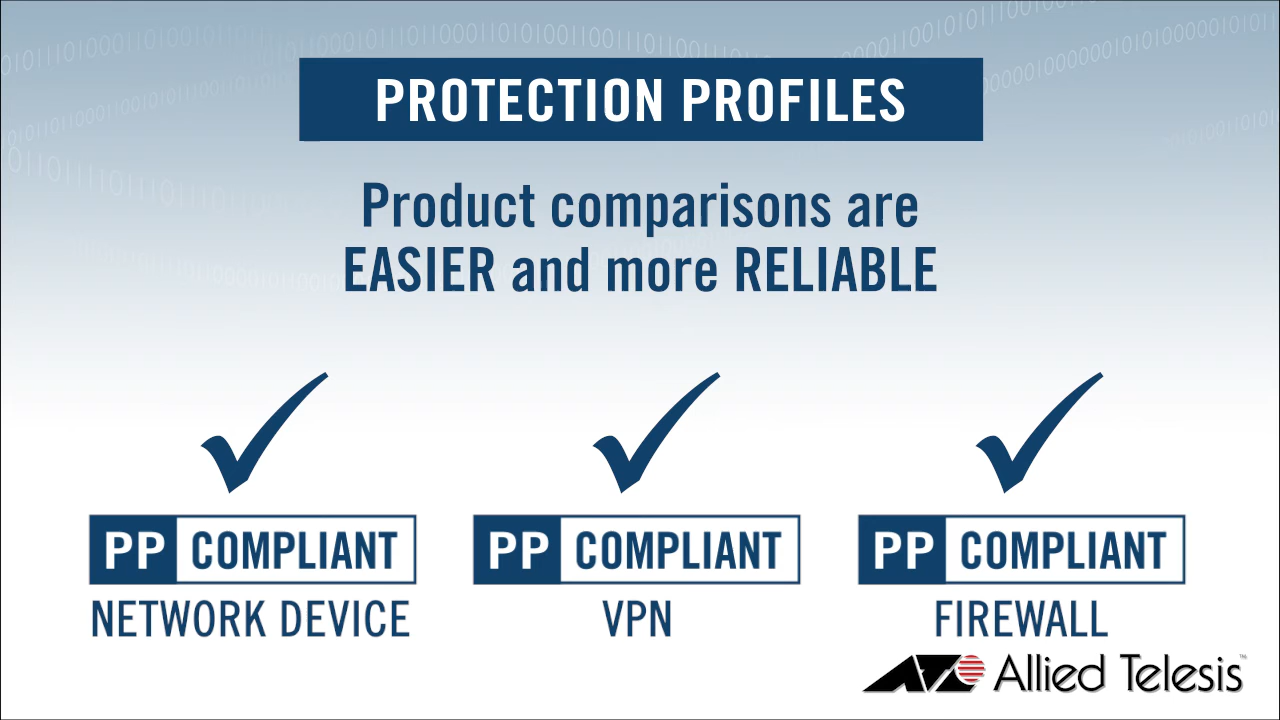 PROTECTION PROFILES
Product comparisons are
EASIER and more RELIABLE
PP COMPLIANT
NETWORK DEVICE
PP COMPLIANT
VPN
PP COMPLIANT
FIREWALL
Allied Telesis™